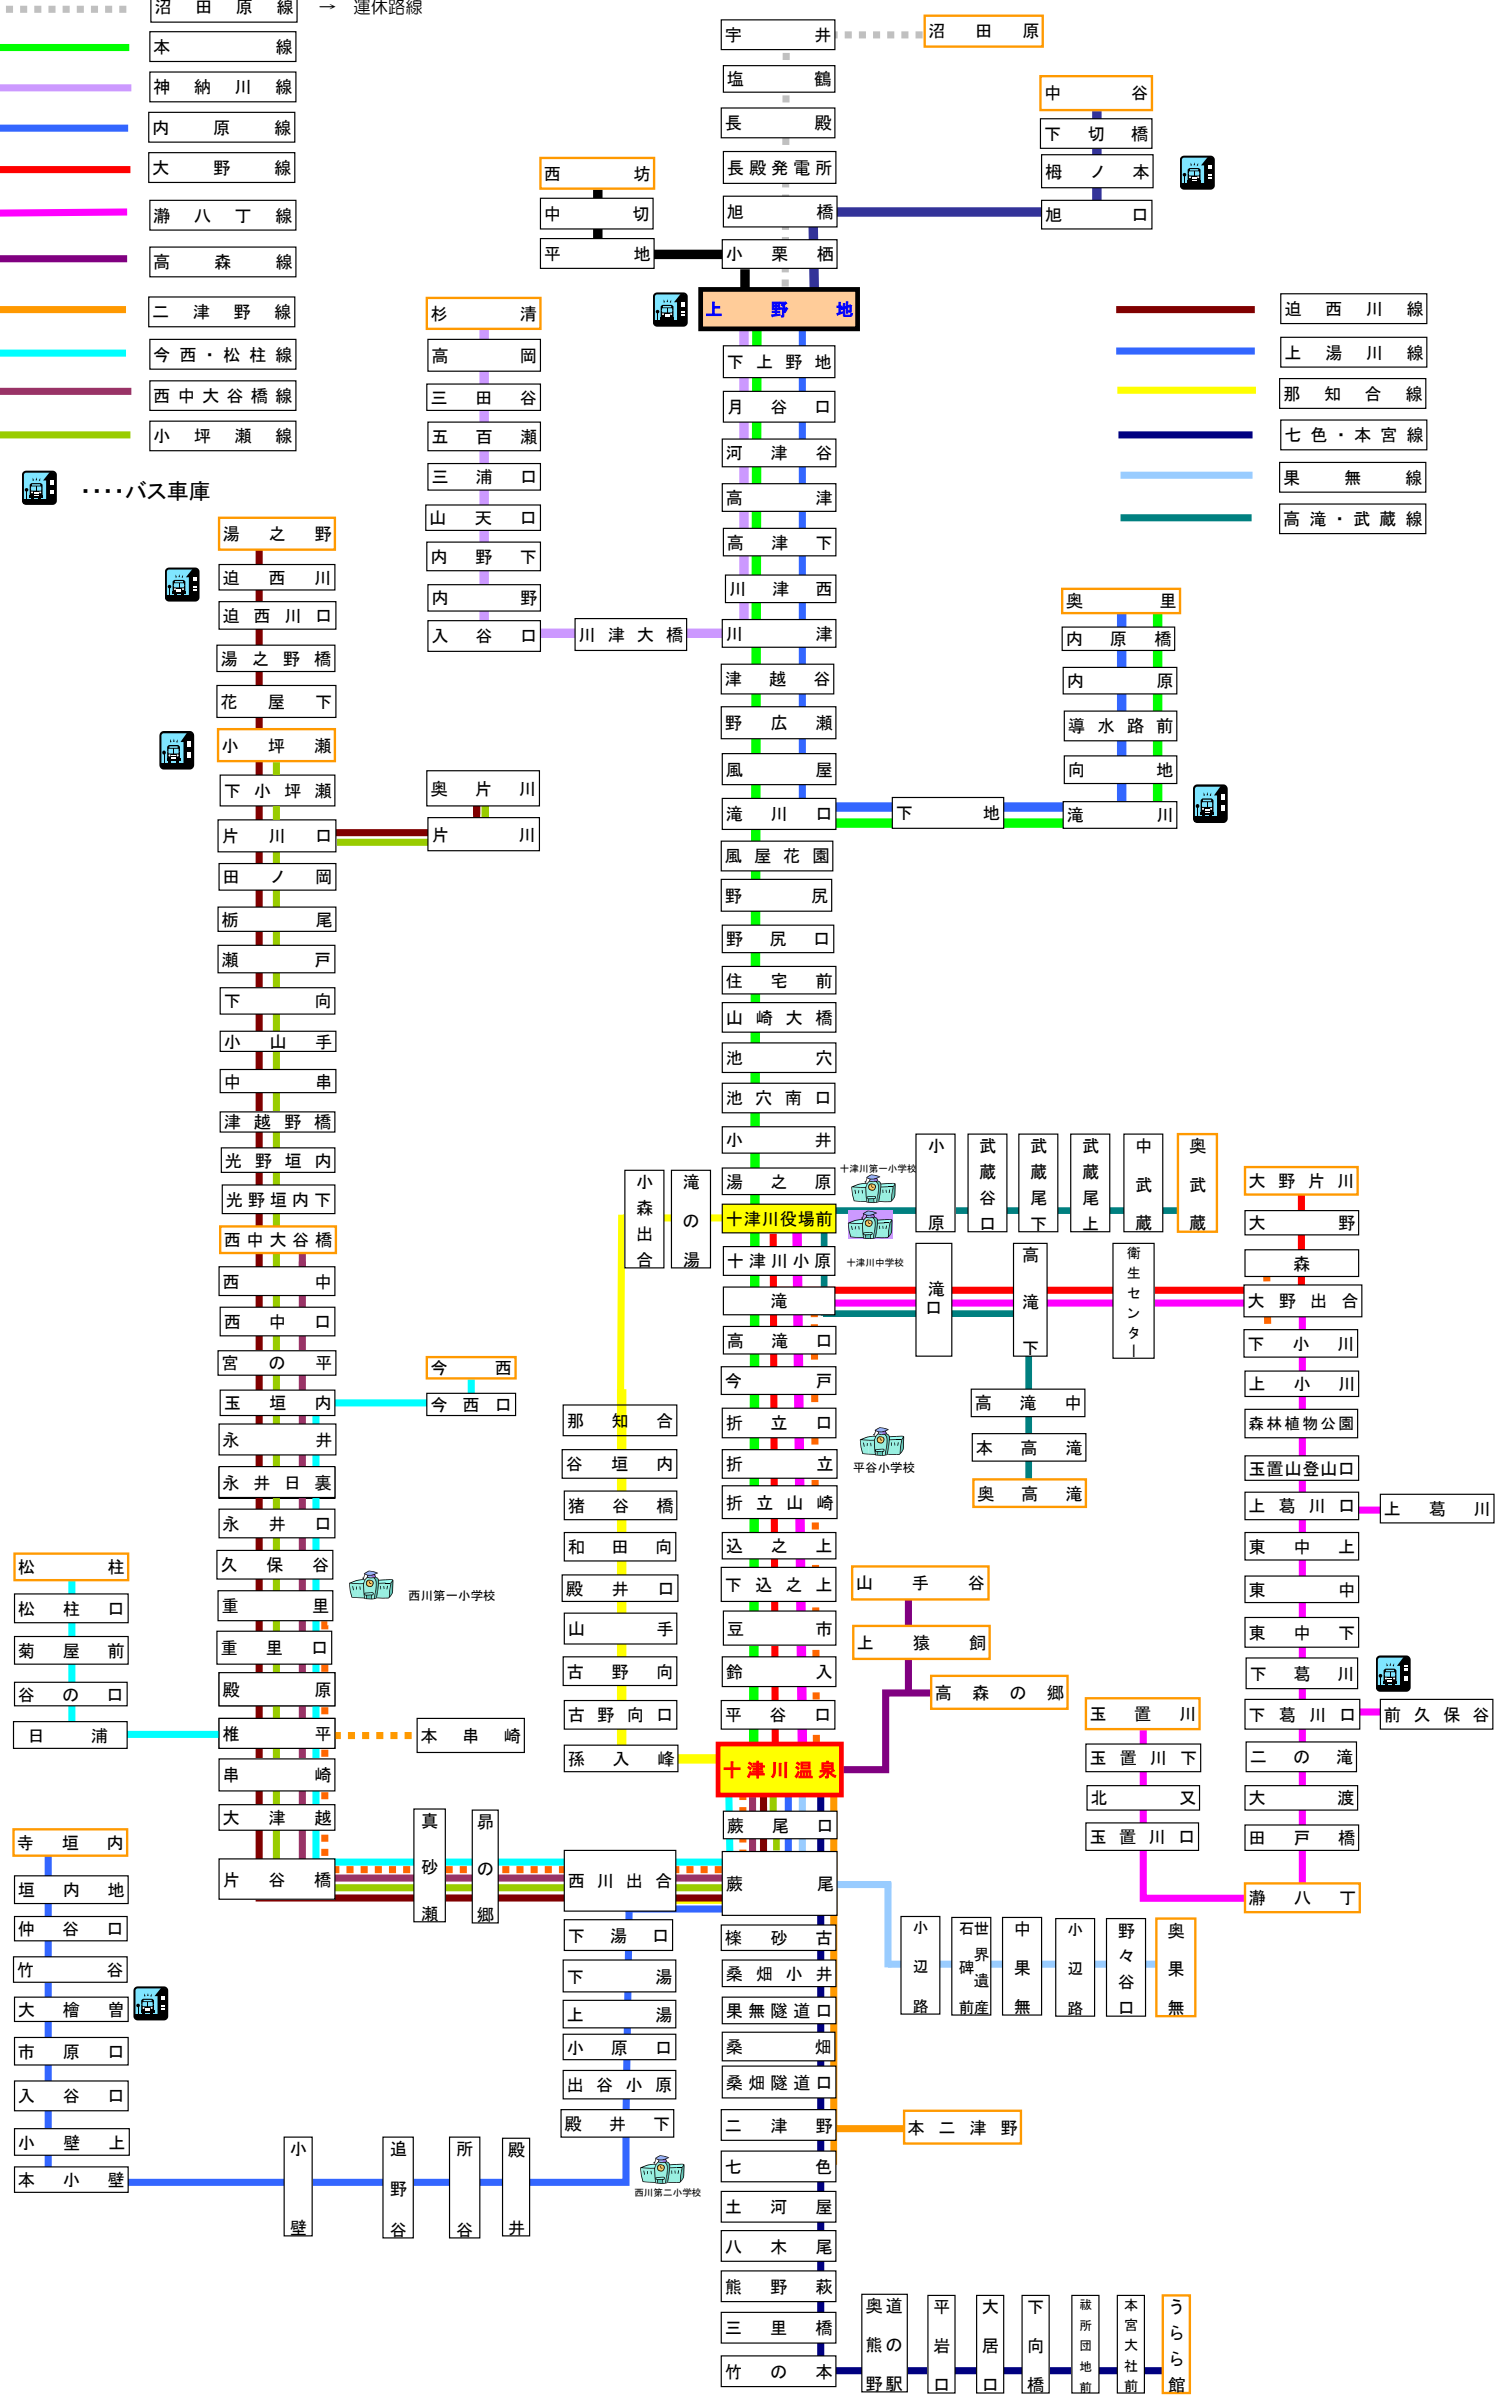 沼田原線 → 運休路線
本線
神納川線
内原線
大野線
瀞八丁線
高森線
二津野線
今西・松柱線
西中大谷橋線
小坪瀬線
・・・・バス車庫
迫西川線
上湯川線
那知合線
七色・本宮線
果無線
高滝・武蔵線
宇井
沼田原
塩鶴
長殿
長殿発電所
旭橋
小栗栖
上野地
中谷
下切橋
栂ノ本
旭口
西坊
中切
平地
杉清
高岡
三田谷
五百瀬
三浦口
山天口
内野下
内野
入谷口
川津大橋
下上野地
月谷口
河津谷
高津
高津下
川津西
川津
津越谷
野広瀬
風屋
滝川口
下地
滝川
奥里
内原橋
内原
導水路前
向地
風屋花園
野尻
野尻口
住宅前
山崎大橋
池穴
池穴南口
小井
湯之原
十津川役場前
十津川小原
滝
高滝口
今戸
折立口
折立
折立山崎
込之上
下込之上
豆市
鈴入
平谷口
十津川温泉
湯之野
迫西川
迫西川口
湯之野橋
花屋下
小坪瀬
下小坪瀬
片川口
奥片川
片川
田ノ岡
栃尾
瀬戸
下向
小山手
中串
津越野橋
光野垣内
光野垣内下
西中大谷橋
西中
西中口
宮の平
玉垣内
今西
今西口
永井
永井日裏
永井口
久保谷
重里
西川第一小学校
重里口
殿原
椎平
本串崎
串崎
大津越
片谷橋
松柱
松柱口
菊屋前
谷の口
日浦
真砂瀬
昴の郷
西川出合
小森出合
滝の湯
那知合
谷垣内
猪谷橋
和田向
殿井口
山手
古野向
古野向口
孫入峰
十津川第一小学校
十津川中学校
小原
武蔵谷口
武蔵尾下
武蔵尾上
中武蔵
奥武蔵
滝口
高滝下
衛生センター
高滝中
本高滝
奥高滝
平谷小学校
大野片川
大野
森
大野出合
下小川
上小川
森林植物公園
玉置山登山口
上葛川口
上葛川
東中上
東中
東中下
下葛川
下葛川口
前久保谷
二の滝
大渡
田戸橋
瀞八丁
玉置川
玉置川下
北又
玉置川口
山手谷
上猿飼
高森の郷
蕨尾口
蕨尾
小辺路
世界遺産石碑前
中果無
小辺路
野々谷口
奥果無
寺垣内
垣内地
仲谷口
竹谷
大檜曽
市原口
入谷口
小壁上
本小壁
小壁
追野谷
所谷
殿井
下湯口
下湯
上湯
小原口
出谷小原
殿井下
西川第二小学校
樑砂古
桑畑小井
果無隧道口
桑畑
桑畑隧道口
二津野
本二津野
七色
土河屋
八木尾
熊野萩
三里橋
竹の本
道の駅奥熊野
平岩口
大居口
下向橋
祓所団地前
本宮大社前
うらら館